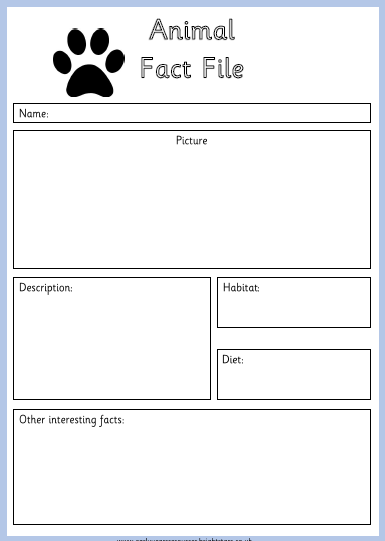 Animal
Fact File
Name:
Picture
Description:
Habitat:
Diet:
Other interesting facts: